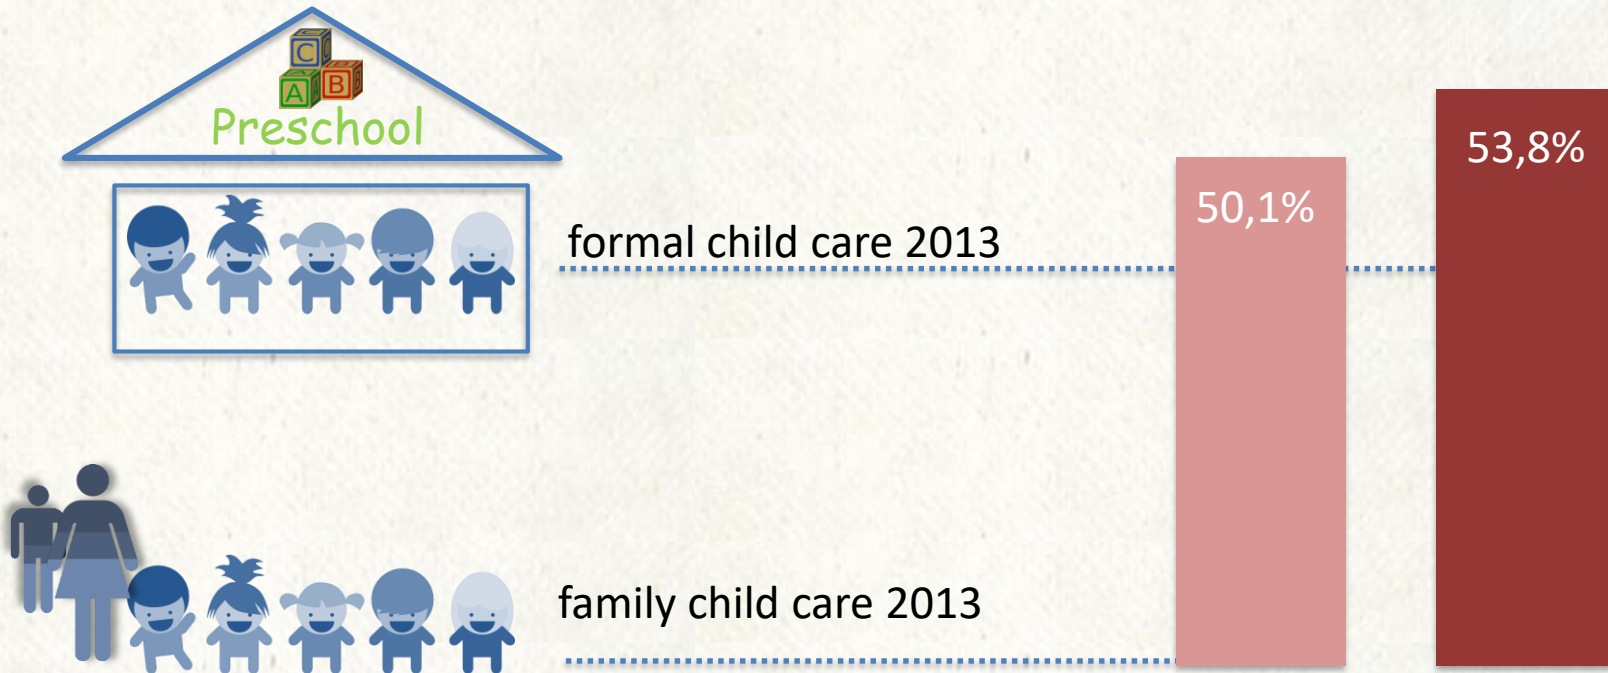 C
A B
Preschool
53,8%
50,1%
formal child care 2013
family child care 2013